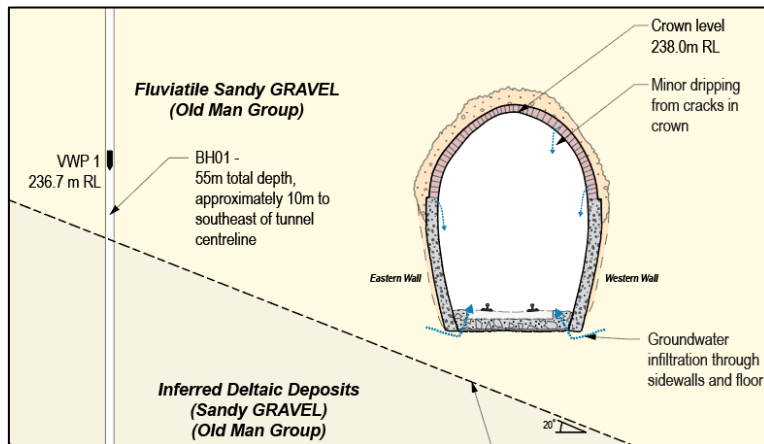 Crown level
238.0m RL
Fluviatile Sandy GRAVEL
(Old Man Group)
Minor dripping
from cracks in
crown
VWP 1
236.7 m RL
BH01 -
55m total depth,
approximately 10m to
southeast of tunnel
centreline
Eastern Wall
Western Wall
Groundwater
infiltration through
sidewalls and floor
Inferred Deltaic Deposits
(Sandy GRAVEL)
(Old Man Group)
20°